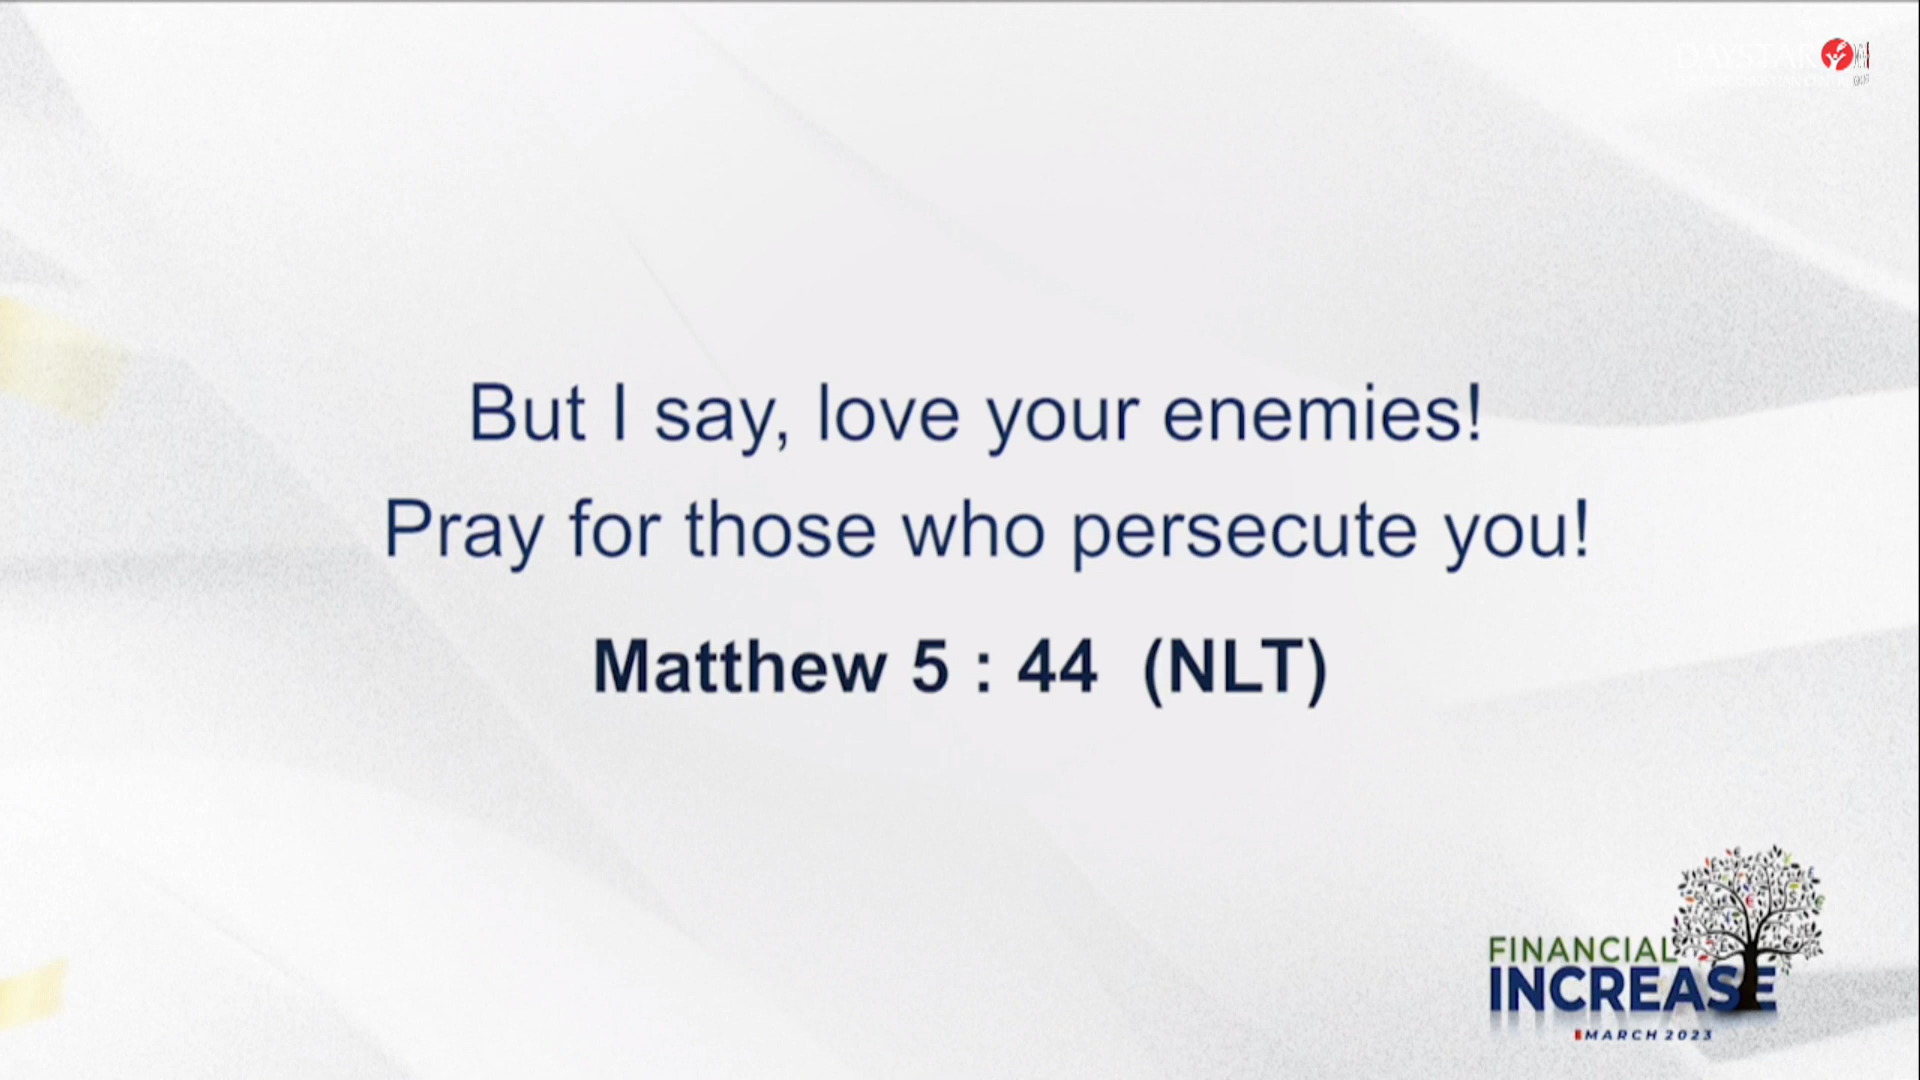 DAYSTAR
But I say, love your enemies!
Pray for those who persecute you!
Matthew 5 : 44 (NLT)
FINANCIAL
INCREASE
MARCH 2023